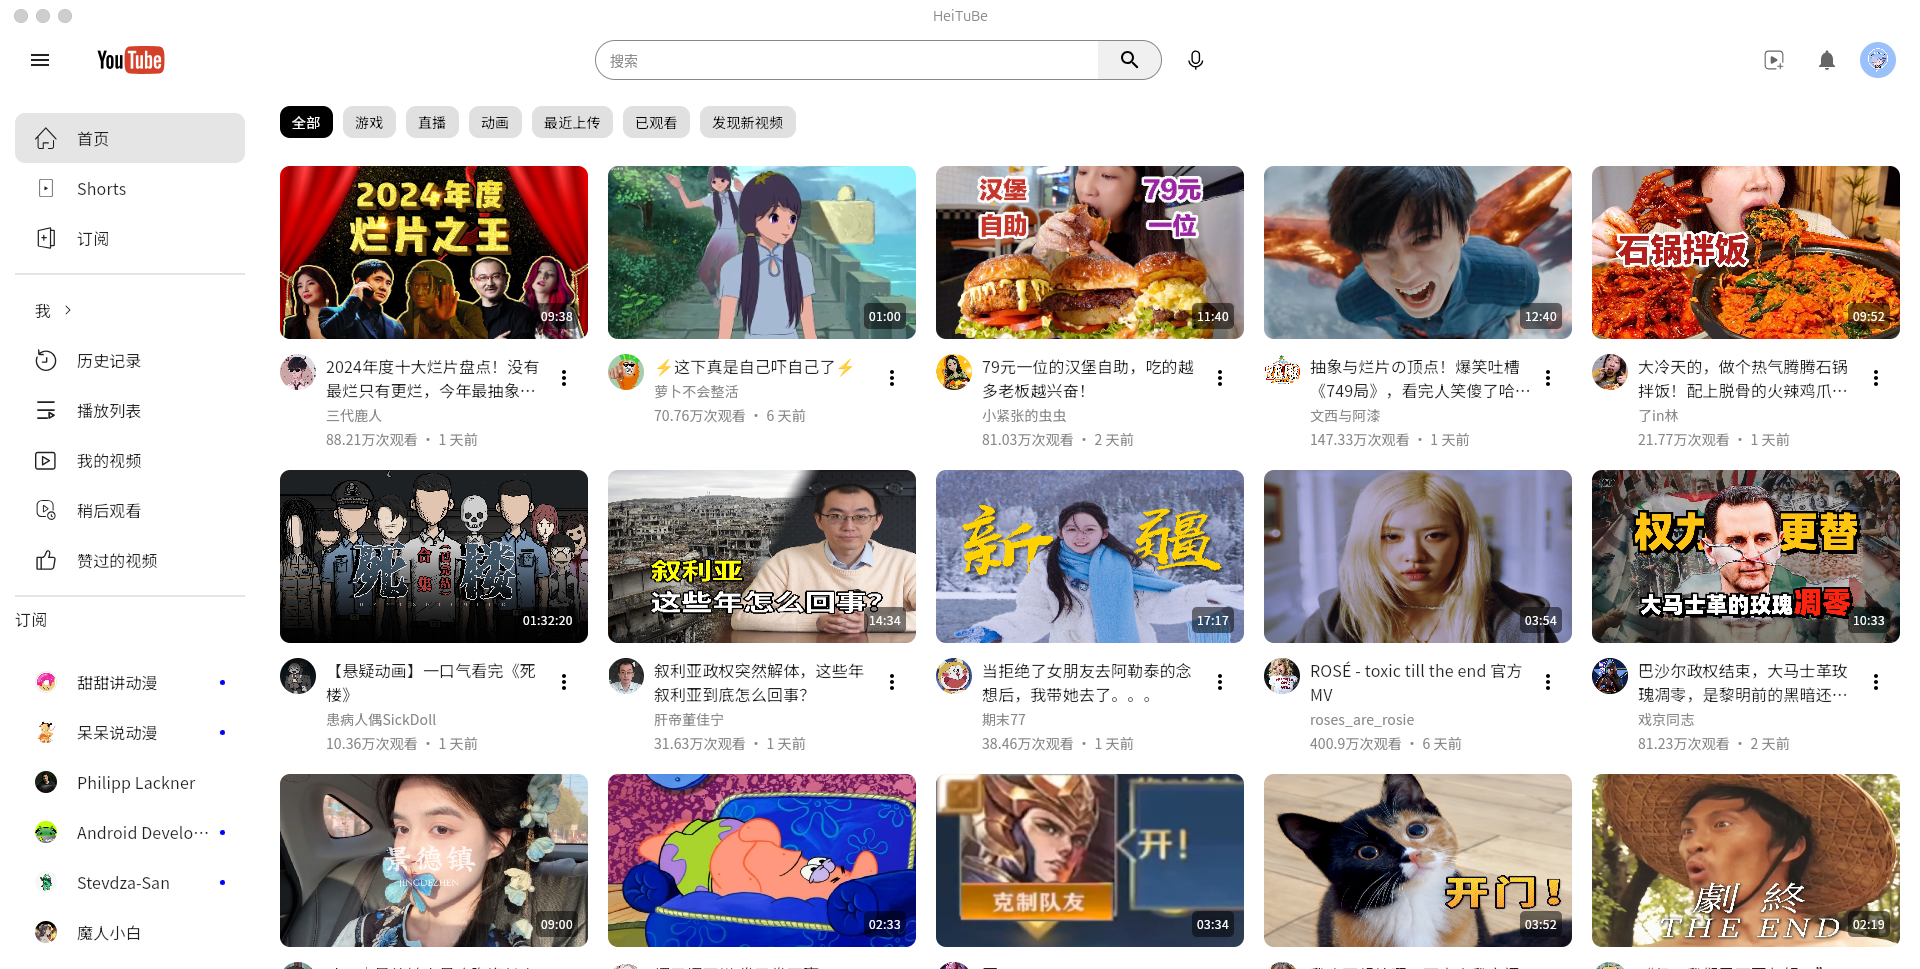 HeiTuBe
YouTube
搜索
首页
Shorts
订阅
我
历史记录
播放列表
我的视频
稍后观看
赞过的视频
订阅
甜甜讲动漫
呆呆说动漫
Philipp Lackner
Android Develo…
Stevdza-San
魔人小白
全部
游戏
直播
动画
最近上传
已观看
发现新视频
2024年度
烂片之王
09:38
2024年度十大烂片盘点！没有
最烂只有更烂，今年最抽象…
三代鹿人
88.21万次观看 • 1 天前
01:00
⚡这下真是自己吓自己了⚡
萝卜不会整活
70.76万次观看 • 6 天前
汉堡
自助
79元
一位
11:40
79元一位的汉堡自助，吃的越
多老板越兴奋！
小紧张的虫虫
81.03万次观看 • 2 天前
12:40
抽象与烂片の顶点！爆笑吐槽
《749局》，看完人笑傻了哈…
文西与阿漆
147.33万次观看 • 1 天前
石锅拌饭
09:52
大冷天的，做个热气腾腾石锅
拌饭！配上脱骨的火辣鸡爪…
了in林
21.77万次观看 • 1 天前
死楼
合集
01:32:20
【悬疑动画】一口气看完《死
楼》
患病人偶SickDoll
10.36万次观看 • 1 天前
叙利亚
这些年怎么回事?
14:34
叙利亚政权突然解体，这些年
叙利亚到底怎么回事？
肝帝董佳宁
31.63万次观看 • 1 天前
新疆
17:17
当拒绝了女朋友去阿勒泰的念
想后，我带她去了。。。
期末77
38.46万次观看 • 1 天前
03:54
ROSÉ - toxic till the end 官方
MV
roses_are_rosie
400.9万次观看 • 6 天前
权力更替
大马士革的玫瑰凋零
10:33
巴沙尔政权结束，大马士革玫
瑰凋零，是黎明前的黑暗还…
戏京同志
81.23万次观看 • 2 天前
景德镇
JINGDEZHEN
09:00
02:33
开！
克制队友
03:34
开门！
03:52
劇終
THE END
02:19